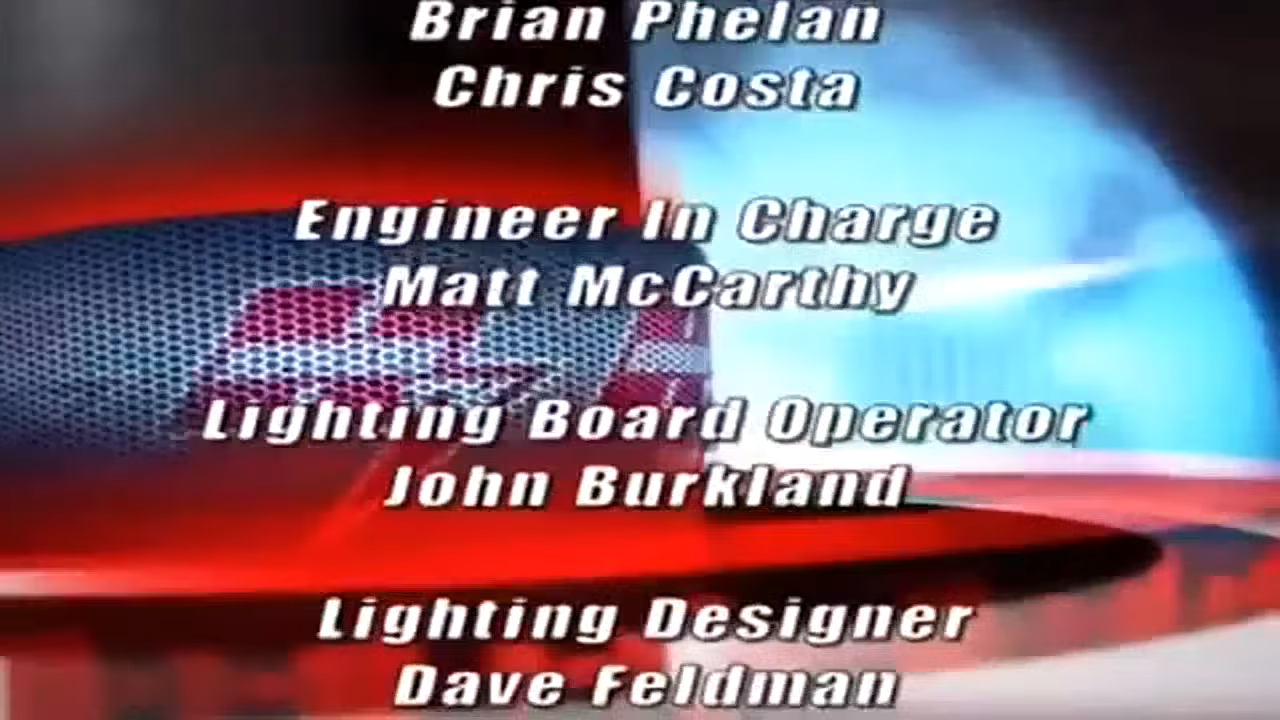 Brian Phelan
Chris Costa
Engineer In Charge
Matt McCarthy
Lighting Board Operator
John Burkland
Lighting Designer
Dave Feldman